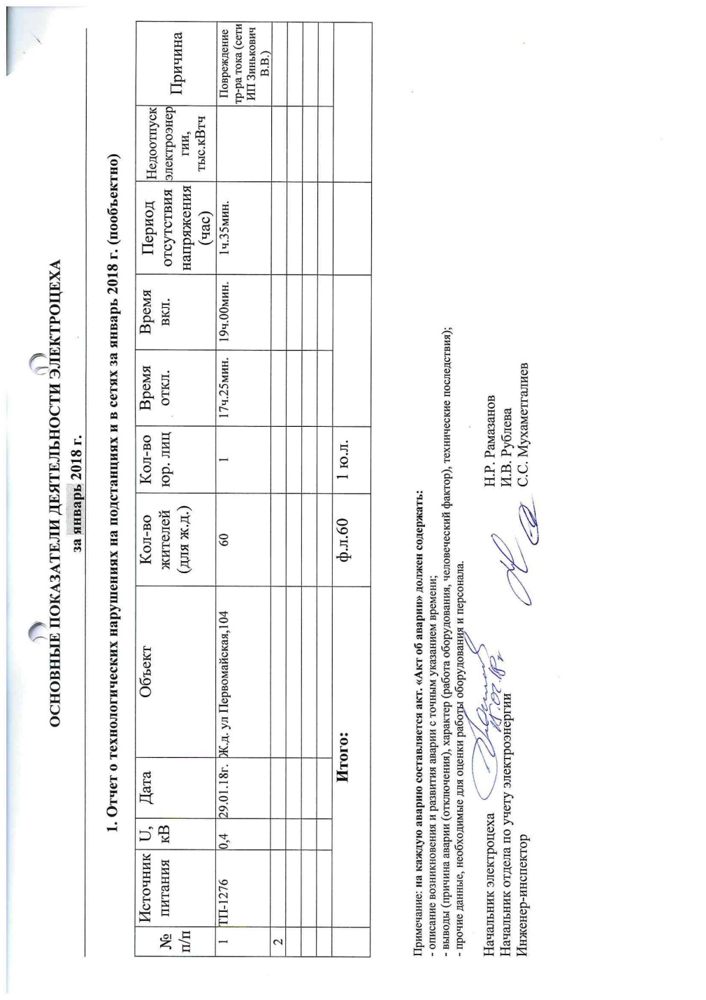 ОСНОВНЫЕ ПОКАЗАТЕЛИ ДЕЯТЕЛЬНОСТИ ЭЛЕКТРОЦЕХА
за январь 2018 г.
1. Отчет о технологических нарушениях на подстанциях и в сетях за январь 2018 г. (пообъектно)
№ п/п
Источник питания
U, кВ
Дата
Объект
Кол-во жителей (для ж.д.)
Кол-во юр. лиц
Время откл.
Время вкл.
Период отсутствия напряжения (час)
Недоотпуск электроэнер гии, тыс.кВтч
Причина
1 ТП-1276 0,4 29.01.18г. Ж.д. ул Первомайская,104 60 1 17ч.25мин. 19ч.00мин. 1ч.35мин. Повреждение
тр-ра тока (сети
ИП Зинькович
В.В.)
2
Итого: ф.л.60 1 ю.л.
Примечание: на каждую аварию составляется акт. «Акт об аварии» должен содержать:
- описание возникновения и развития аварии с точным указанием времени;
- выводы (причина аварии (отключения), характер (работа оборудования, человеческий фактор), технические последствия);
- прочие данные, необходимые для оценки работы оборудования и персонала.
Начальник электроцеха Н.Р. Рамазанов
Начальник отдела по учету электроэнергии И.В. Рублева
Инженер-инспектор С.С. Мухаметгалиев